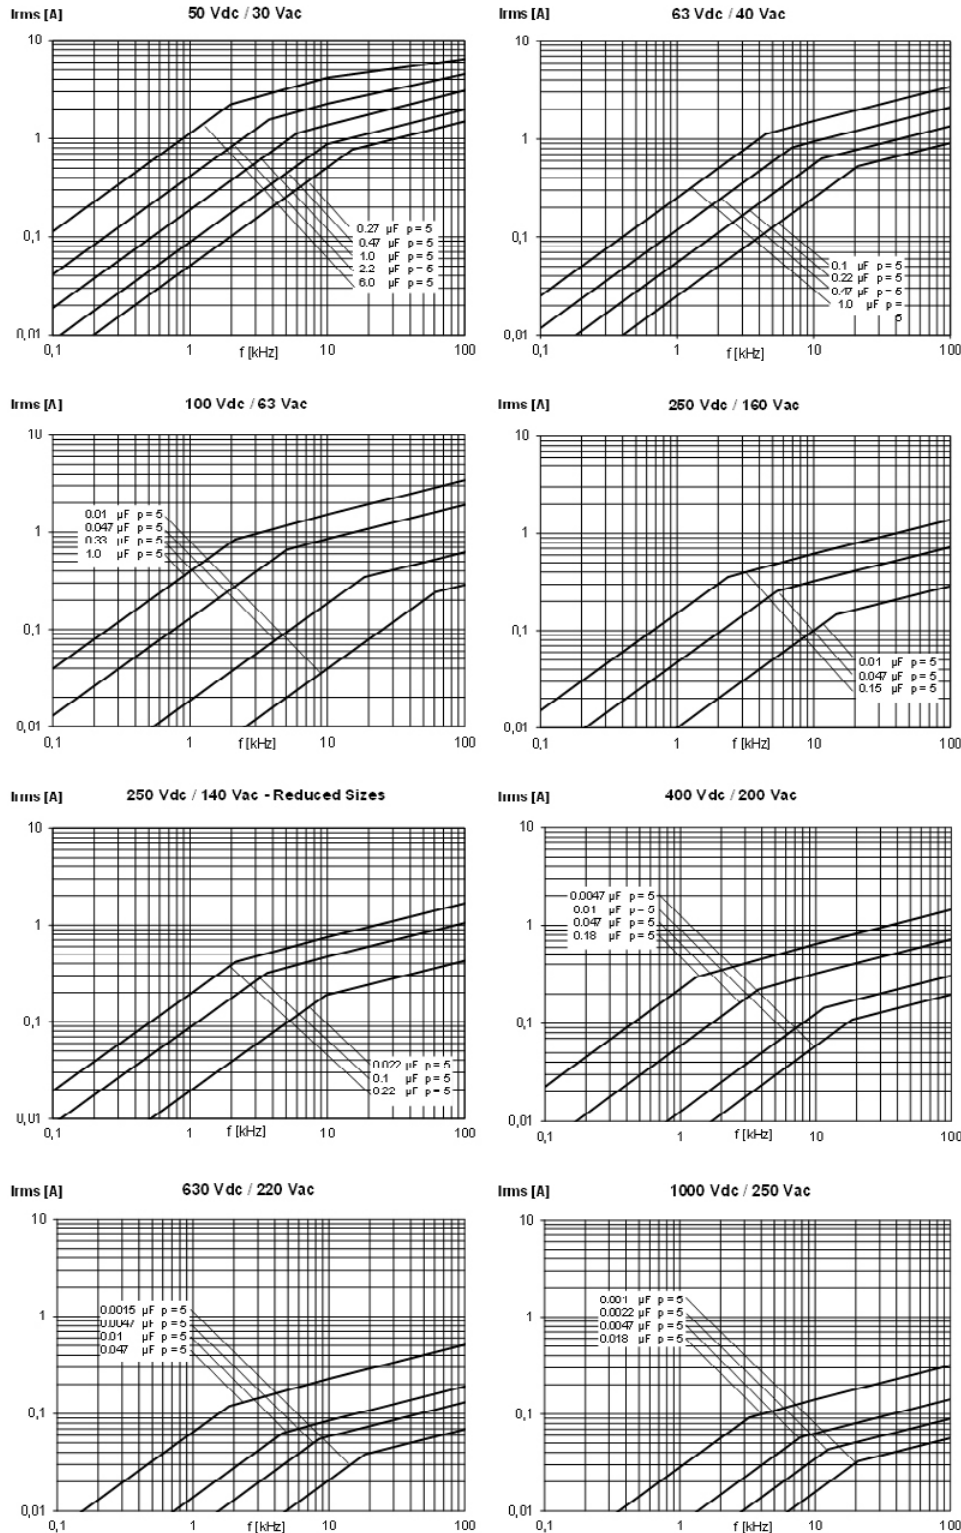 Irms [A]
50 Vdc / 30 Vac
10
1
0,1
0,01
0.27 µF p = 5
0.47 µF p = 5
1.0 µF p = 5
2.2 µF p = 5
6.0 µF p = 5
0,1
1
10
100
f [kHz]
Irms [A]
63 Vdc / 40 Vac
10
1
0,1
0,01
0.1 µF p = 5
0.22 µF p = 5
0.47 µF p = 5
1.0 µF p =
5
0,1
1
10
100
f [kHz]
Irms [A]
100 Vdc / 63 Vac
10
1
0,1
0,01
0.01 µF p = 5
0.047 µF p = 5
0.33 µF p = 5
1.0 µF p = 5
0,1
1
10
100
f [kHz]
Irms [A]
250 Vdc / 160 Vac
10
1
0,1
0,01
0.01 µF p = 5
0.047 µF p = 5
0.15 µF p = 5
0,1
1
10
100
f [kHz]
Irms [A]
250 Vdc / 140 Vac - Reduced Sizes
10
1
0,1
0,01
0.022 µF p = 5
0.1 µF p = 5
0.22 µF p = 5
0,1
1
10
100
f [kHz]
Irms [A]
400 Vdc / 200 Vac
10
1
0,1
0,01
0.0047 µF p = 5
0.01 µF p = 5
0.047 µF p = 5
0.18 µF p = 5
0,1
1
10
100
f [kHz]
Irms [A]
630 Vdc / 220 Vac
10
1
0,1
0,01
0.0015 µF p = 5
0.0047 µF p = 5
0.01 µF p = 5
0.047 µF p = 5
0,1
1
10
100
f [kHz]
Irms [A]
1000 Vdc / 250 Vac
10
1
0,1
0,01
0.001 µF p = 5
0.0022 µF p = 5
0.0047 µF p = 5
0.018 µF p = 5
0,1
1
10
100
f [kHz]